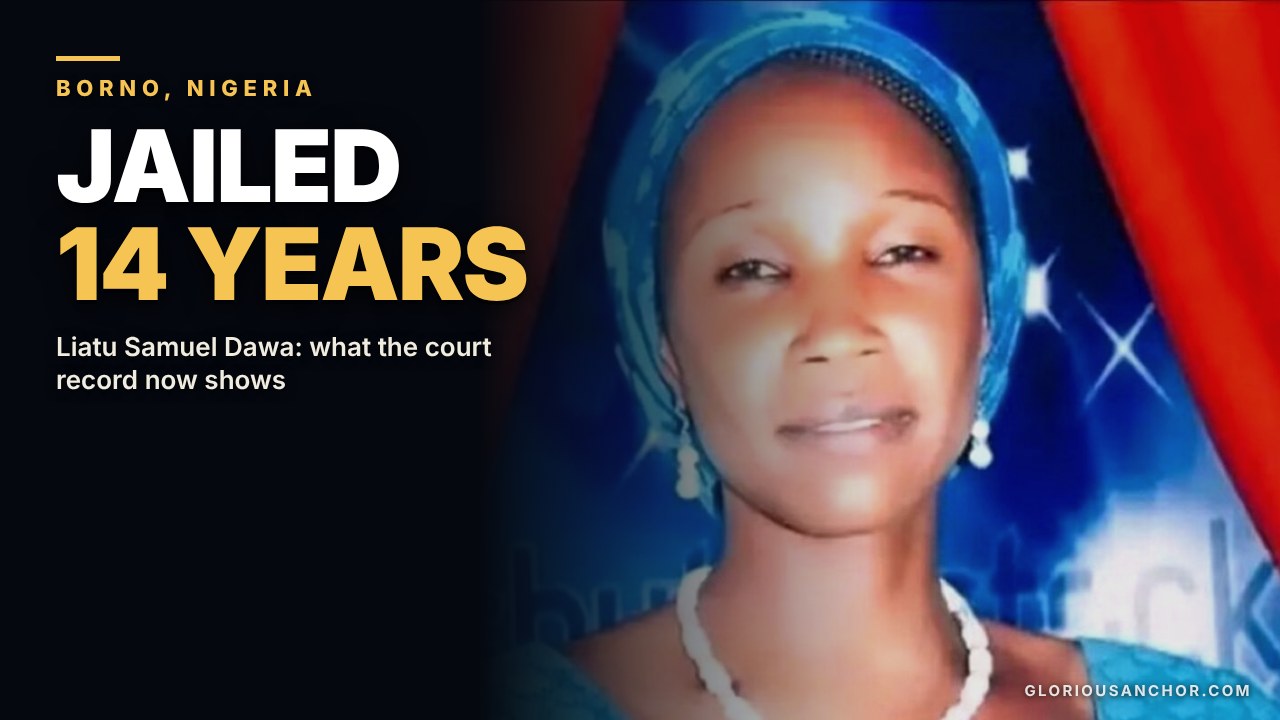 BORNO, NIGERIA
JAILED
14 YEARS
Liatu Samuel Dawa: what the court
record now shows
GLORIOUSANCHOR.COM